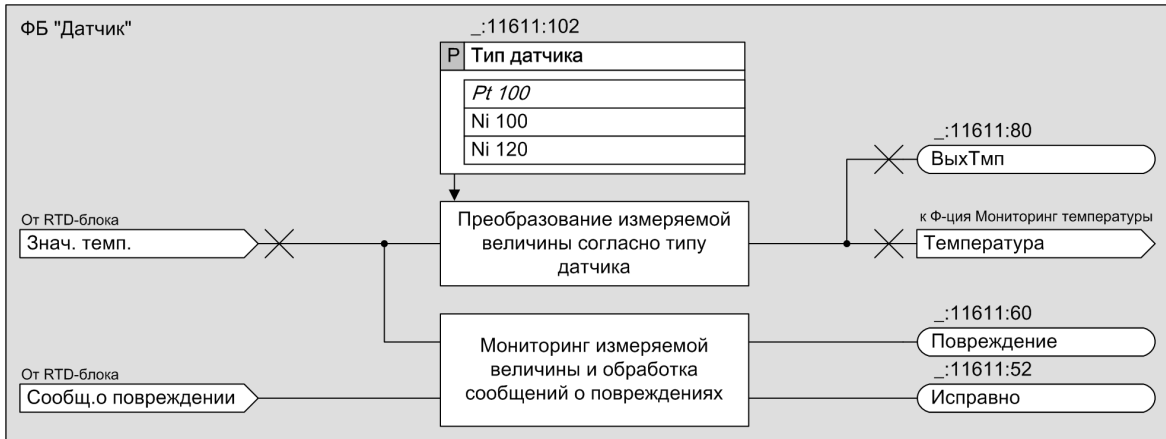 ФБ "Датчик"
_:11611:102
P Тип датчика
Pt 100
Ni 100
Ni 120
_:11611:80
ВыхТмп
От RTD-блока
Знач. темп.
Преобразование измеряемой
величины согласно типу
датчика
к Ф-ция Мониторинг температуры
Температура
_:11611:60
Повреждение
Мониторинг измеряемой
величины и обработка
сообщений о повреждениях
От RTD-блока
Сообщ.о повреждении
_:11611:52
Исправно